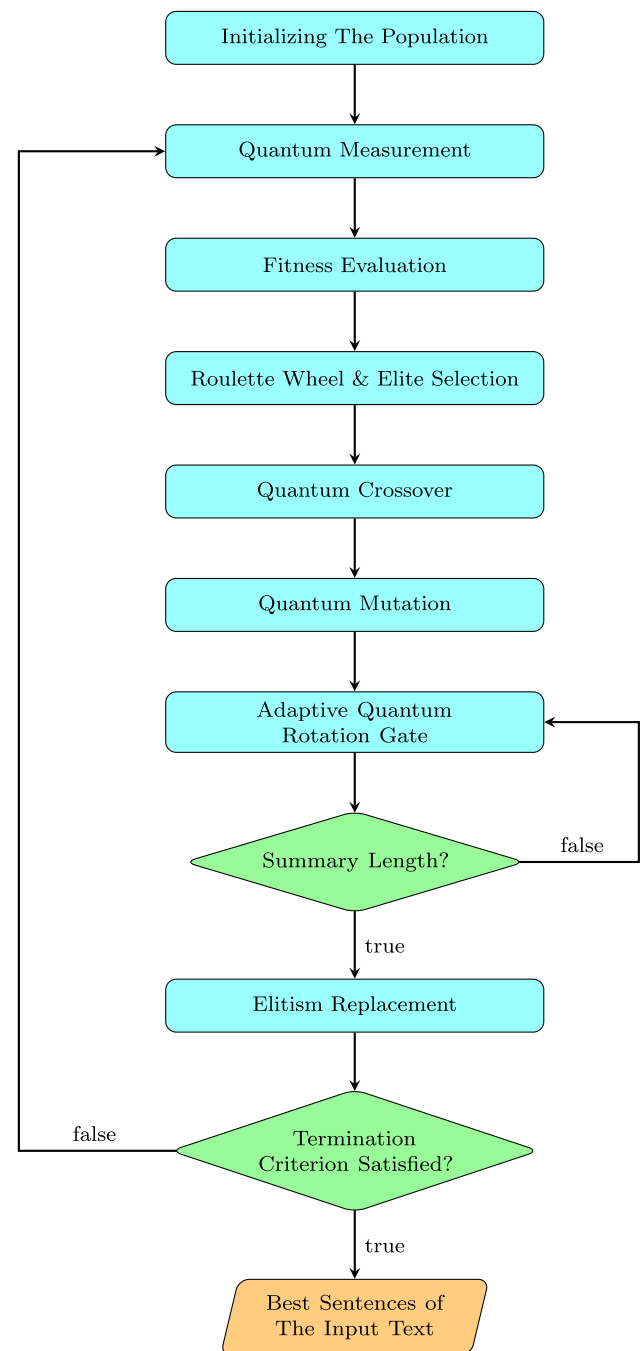 Initializing The Population
Quantum Measurement
Fitness Evaluation
Roulette Wheel & Elite Selection
Quantum Crossover
Quantum Mutation
Adaptive Quantum
Rotation Gate
Summary Length?
false
true
Elitism Replacement
Termination
Criterion Satisfied?
false
true
Best Sentences of
The Input Text